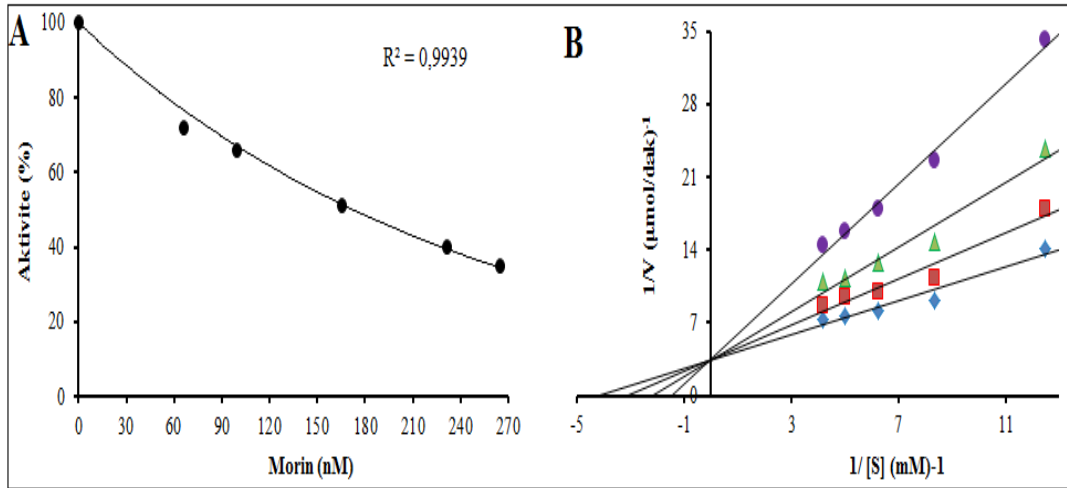 A
R² = 0,9939
Aktivite (%)
100
80
60
40
20
0
0 30 60 90 120 150 180 210 240 270
Morin (nM)
B
1/V (µmol/dak)-1
35
28
21
14
7
0
-5 -1 3 7 11
1/ [S] (mM)-1